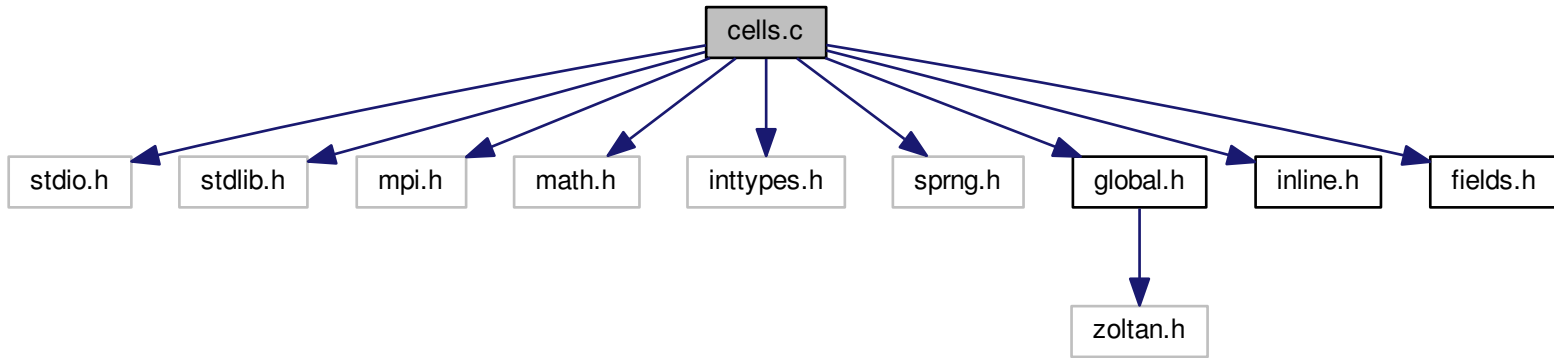 cells.c
stdio.h
stdlib.h
mpi.h
math.h
inttypes.h
sprng.h
global.h
inline.h
fields.h
zoltan.h